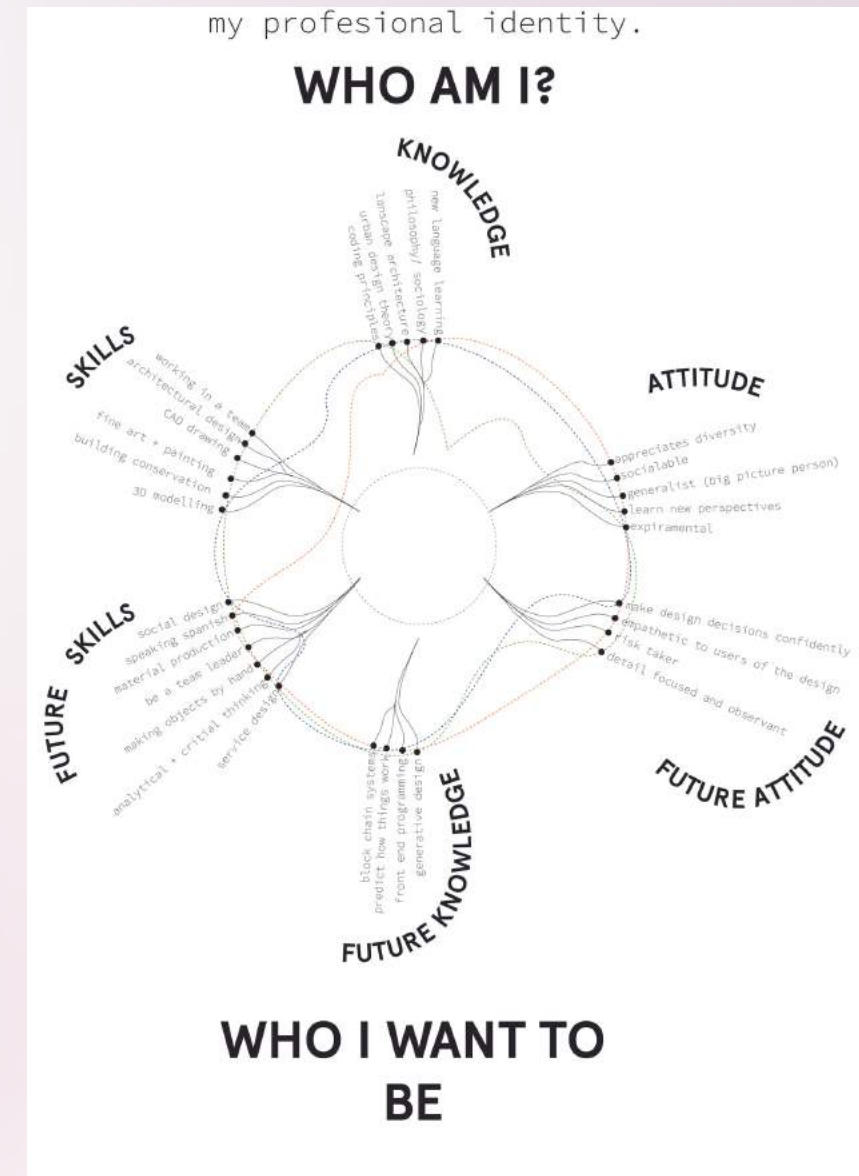 my profesional identity.
WHO AM I?
KNOWLEDGE
coding principles
urban design theory
lanscape architecture
philosophy/ sociology
new language learning
SKILLS
working in a team
architectural design
CAD drawing
fine art + painting
building conservation
3D modelling
ATTITUDE
appreciates diversity
socialable
generalist (big picture person)
learn new perspectives
expiramental
FUTURE SKILLS
social design
speaking spanish
material production
be a team leader
making objects by hand
analytical + critial thinking
service design
FUTURE KNOWLEDGE
block chain systems
predict how things work
front end programming
generative design
make design decisions confidently
empathetic to users of the design
risk taker
detail focused and observant
FUTURE ATTITUDE
WHO I WANT TO
BE